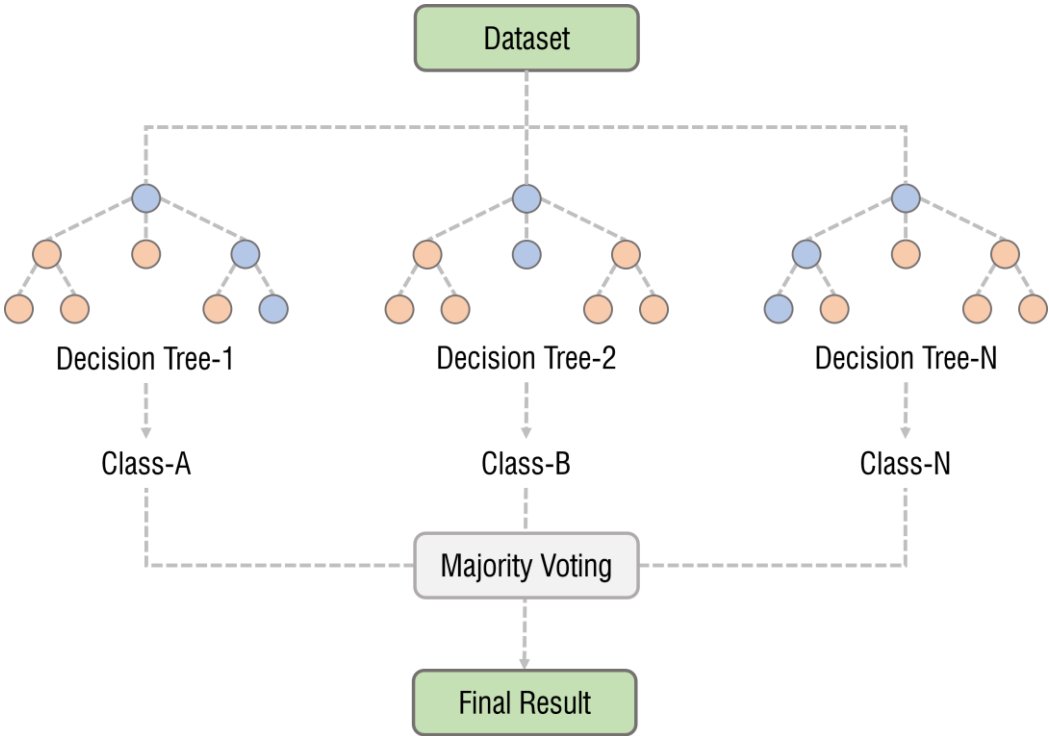 Dataset
Decision Tree-1
Decision Tree-2
Decision Tree-N
Class-A
Class-B
Class-N
Majority Voting
Final Result